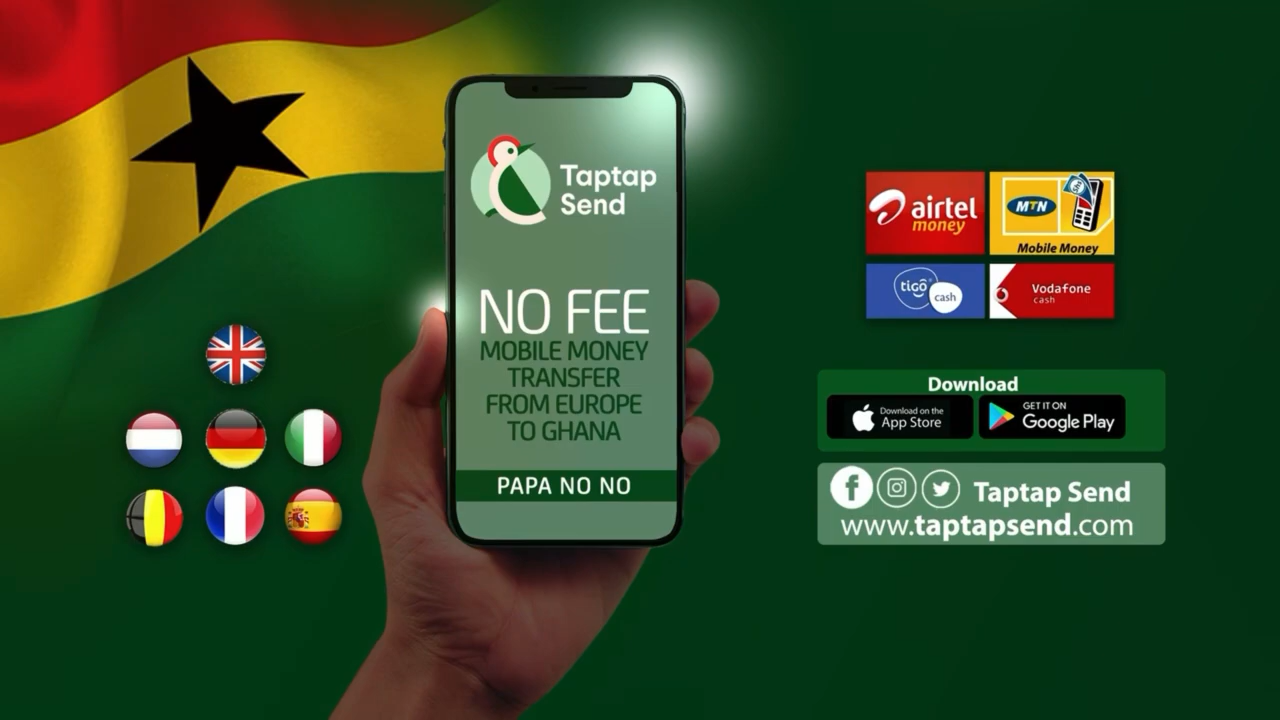 Taptap
Send
NO FEE
MOBILE MONEY
TRANSFER
FROM EUROPE
TO GHANA
PAPA NO NO
airtel
money
MTN
Mobile Money
tigo
cash
Vodafone
cash
Download
Download on the
App Store
GET IT ON
Google Play
Taptap Send
www.taptapsend.com